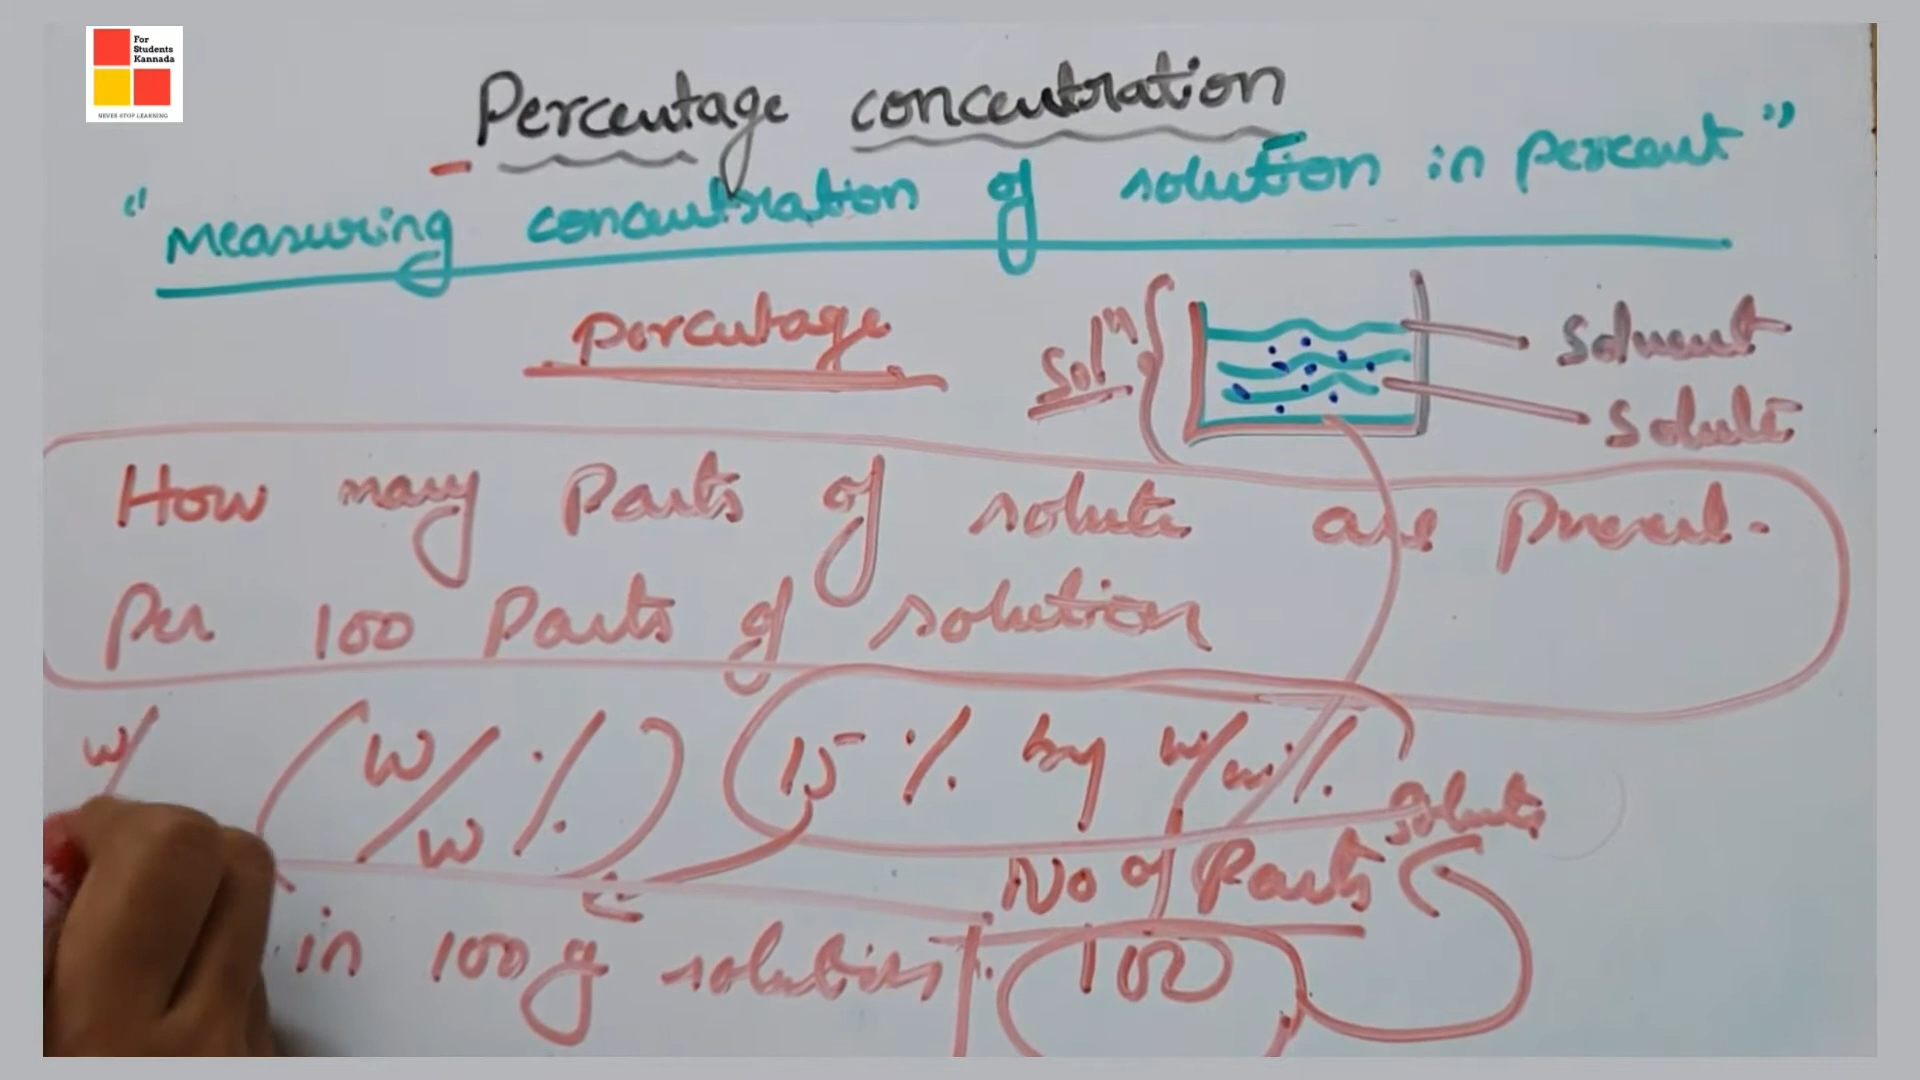 For
Students
Kannada
NEVER STOP LEARNING
Percentage concentration
"Measuring concentration of solution in percent"
Percentage
Solⁿ
Solvent
Solute
How many Parts of solute are Present
Per 100 Parts of solution
w/
(W/W %)
15 % by w/w %
No of Parts solute
100
in 100 g solution